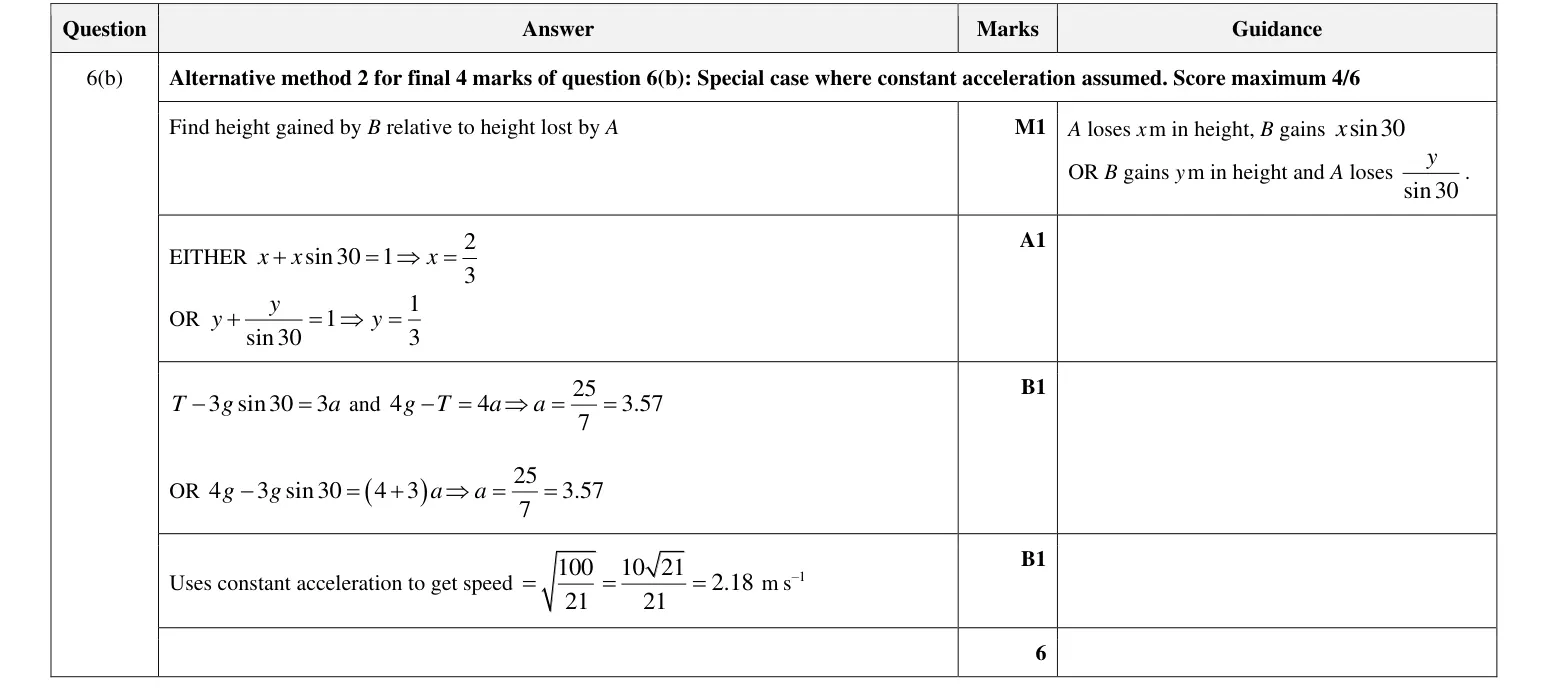 Question Answer Marks Guidance
6(b) Alternative method 2 for final 4 marks of question 6(b): Special case where constant acceleration assumed. Score maximum 4/6
Find height gained by B relative to height lost by A M1 A loses x m in height, B gains x sin 30
OR B gains y m in height and A loses y/sin 30 .
EITHER x + x sin 30 = 1 ⇒ x = 2/3 A1
OR y + y/sin 30 = 1 ⇒ y = 1/3
T − 3g sin 30 = 3a and 4g − T = 4a ⇒ a = 25/7 = 3.57 B1
OR 4g − 3g sin 30 = (4 + 3)a ⇒ a = 25/7 = 3.57
Uses constant acceleration to get speed = √(100/21) = 10√21/21 = 2.18 m s⁻¹ B1
6